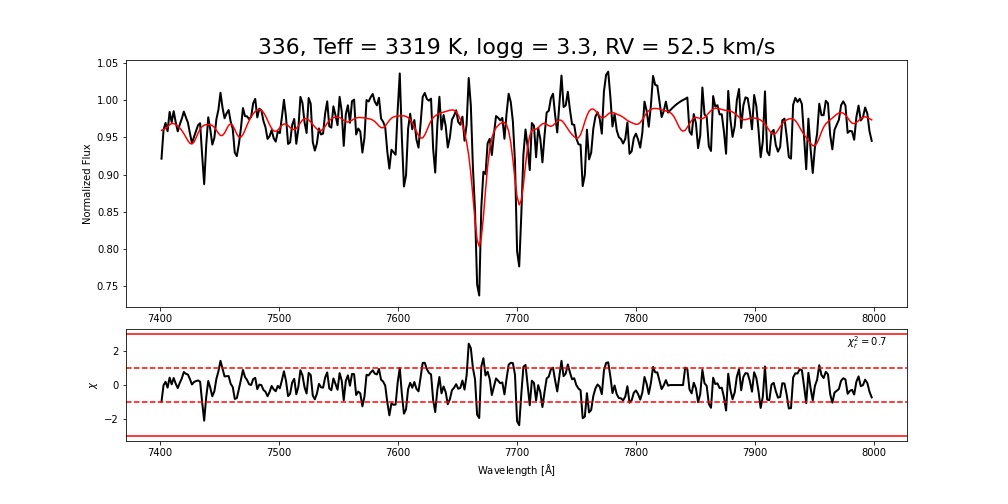 336, Teff = 3319 K, logg = 3.3, RV = 52.5 km/s
1.05
1.00
0.95
0.90
0.85
0.80
0.75
Normalized Flux
7400 7500 7600 7700 7800 7900 8000
χ²ᵣ = 0.7
2
0
−2
χ
7400 7500 7600 7700 7800 7900 8000
Wavelength [Å]